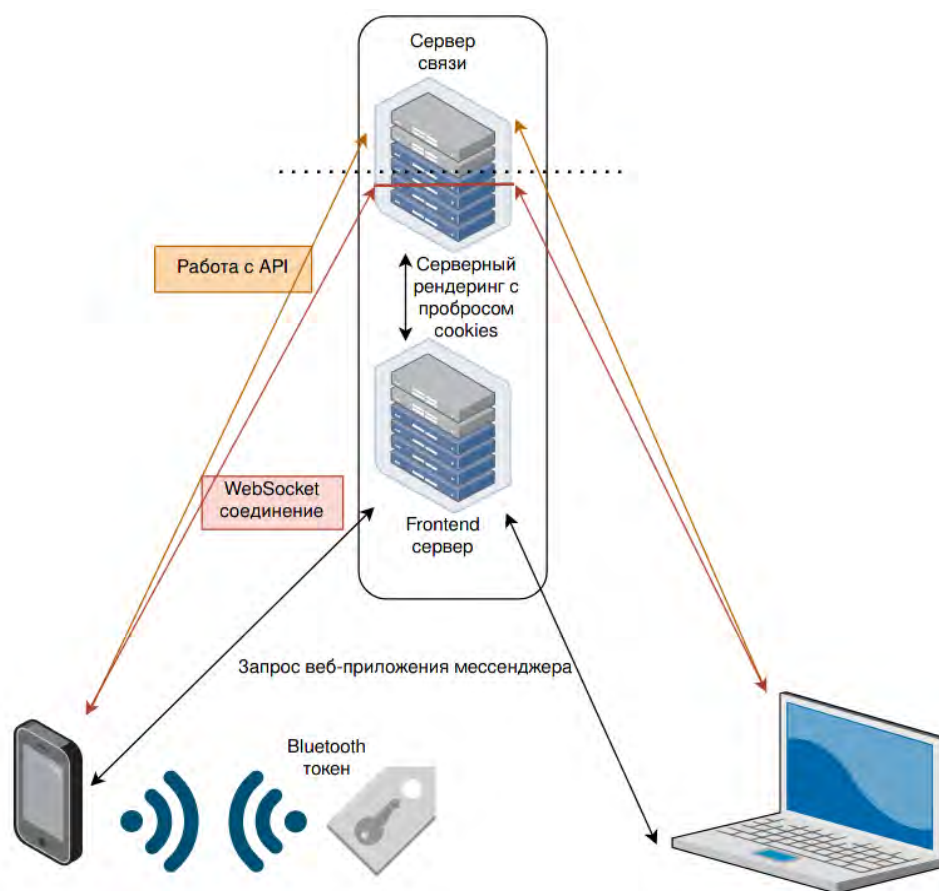 Сервер
связи
Работа с API
Серверный
рендеринг с
пробросом
cookies
WebSocket
соединение
Frontend
сервер
Запрос веб-приложения мессенджера
Bluetooth
токен